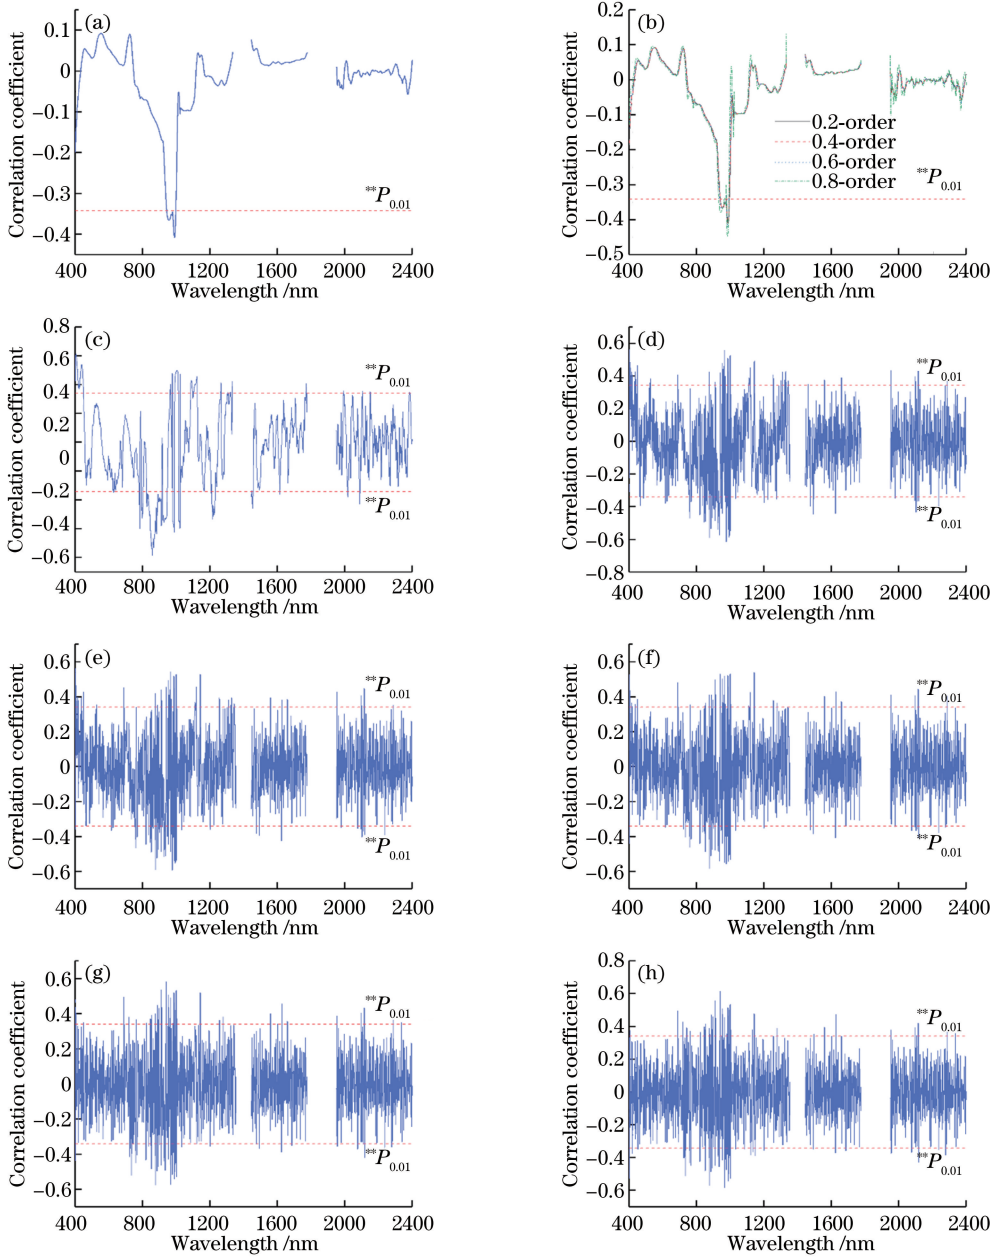 (a)
Correlation coefficient
0.1
0
−0.1
−0.2
−0.3
−0.4
**P0.01
400 800 1200 1600 2000 2400
Wavelength /nm
(b)
Correlation coefficient
0.2
0.1
0
−0.1
−0.2
−0.3
−0.4
−0.5
0.2-order
0.4-order
0.6-order
0.8-order
**P0.01
400 800 1200 1600 2000 2400
Wavelength /nm
(c)
Correlation coefficient
0.8
0.6
0.4
0.2
0
−0.2
−0.4
−0.6
**P0.01
**P0.01
400 800 1200 1600 2000 2400
Wavelength /nm
(d)
Correlation coefficient
0.6
0.4
0.2
0
−0.2
0.4
0.6
−0.8
**P0.01
**P0.01
400 800 1200 1600 2000 2400
Wavelength /nm
(e)
Correlation coefficient
0.6
0.4
0.2
0
−0.2
−0.4
−0.6
**P0.01
**P0.01
400 800 1200 1600 2000 2400
Wavelength /nm
(f)
Correlation coefficient
0.6
0.4
0.2
0
−0.2
−0.4
−0.6
**P0.01
**P0.01
400 800 1200 1600 2000 2400
Wavelength /nm
(g)
Correlation coefficient
0.6
0.4
0.2
0
−0.2
−0.4
−0.6
**P0.01
**P0.01
400 800 1200 1600 2000 2400
Wavelength /nm
(h)
Correlation coefficient
0.8
0.6
0.4
0.2
0
−0.2
−0.4
−0.6
**P0.01
**P0.01
400 800 1200 1600 2000 2400
Wavelength /nm